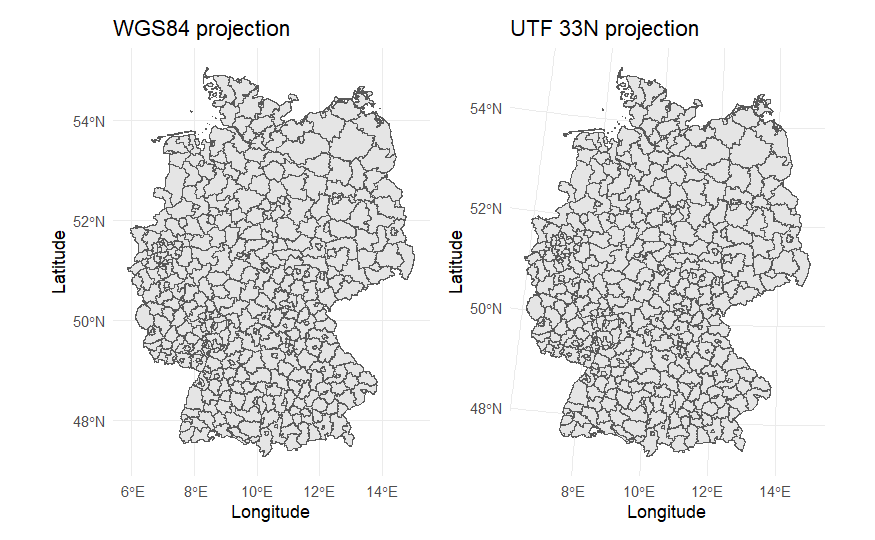 WGS84 projection
54°N
52°N
50°N
48°N
Latitude
6°E 8°E 10°E 12°E 14°E
Longitude
UTF 33N projection
54°N
52°N
50°N
48°N
Latitude
8°E 10°E 12°E 14°E
Longitude